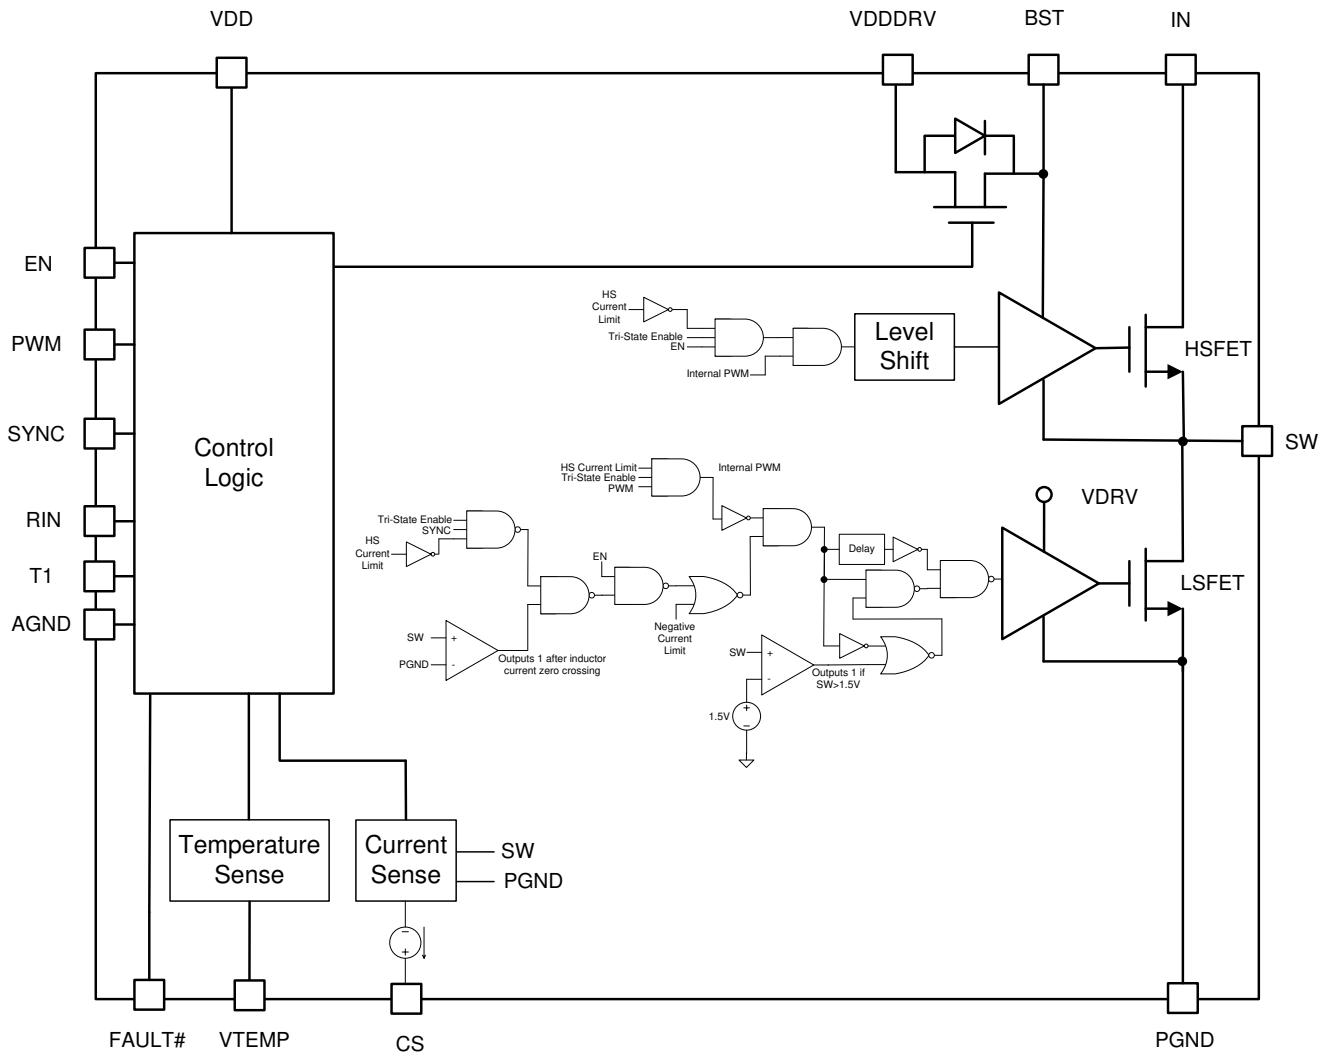 VDD
VDDDRV
BST
IN
EN
PWM
SYNC
RIN
T1
AGND
Control
Logic
HS
Current
Limit
Tri-State Enable
EN
Internal PWM
Level
Shift
HSFET
SW
HS Current Limit
Tri-State Enable
PWM
Internal PWM
VDRV
Tri-State Enable
SYNC
HS
Current
Limit
EN
Delay
LSFET
Negative
Current
Limit
SW
+
PGND
-
Outputs 1 after inductor
current zero crossing
SW
+
-
Outputs 1 if
SW>1.5V
1.5V
+
−
Temperature
Sense
Current
Sense
SW
PGND
−
+
FAULT#
VTEMP
CS
PGND